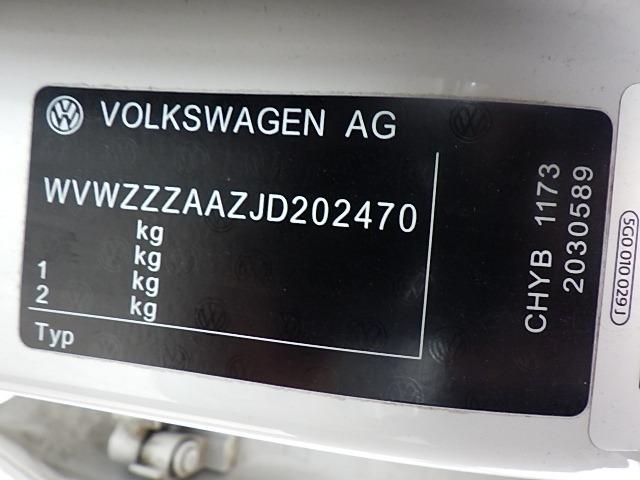 VOLKSWAGEN AG
WVWZZZAAZJD202470
kg
kg
1 kg
2 kg
Typ
CHYB 1173
2030589
5G0 010 029 J